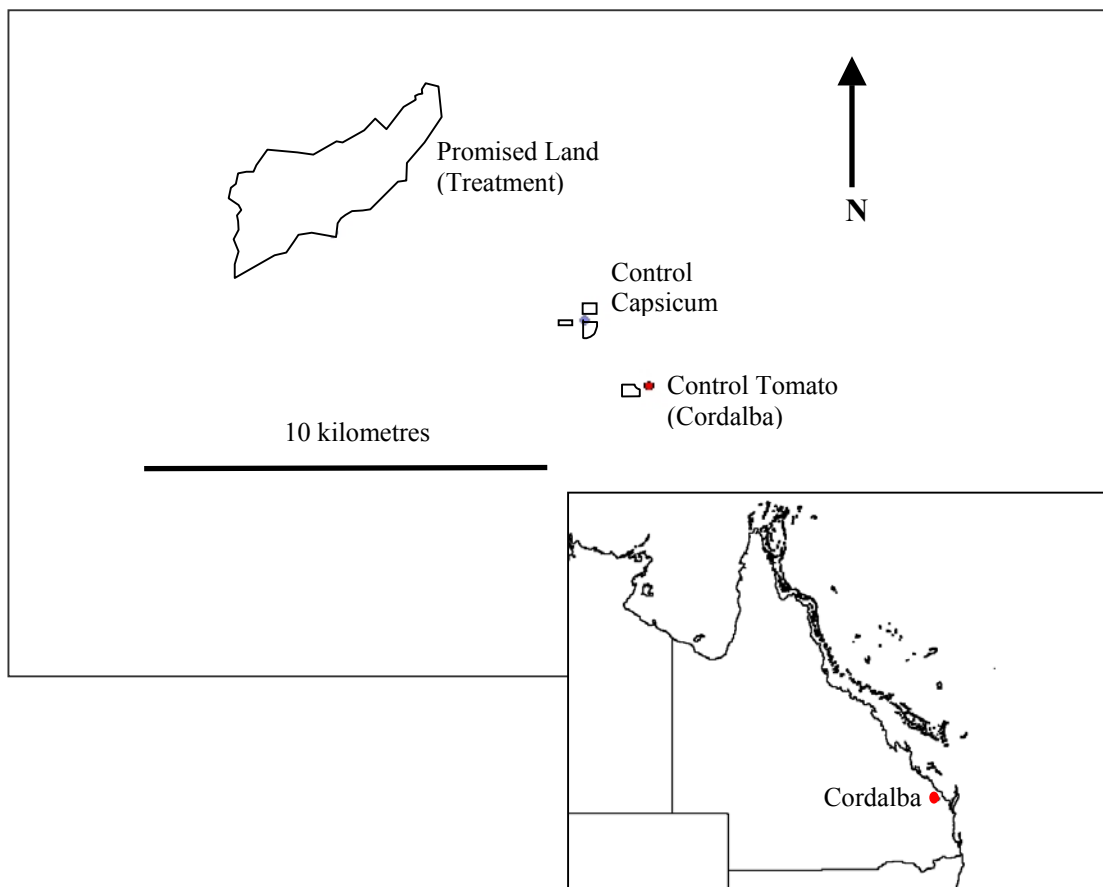 Promised Land
(Treatment)
N
Control
Capsicum
Control Tomato
(Cordalba)
10 kilometres
Cordalba